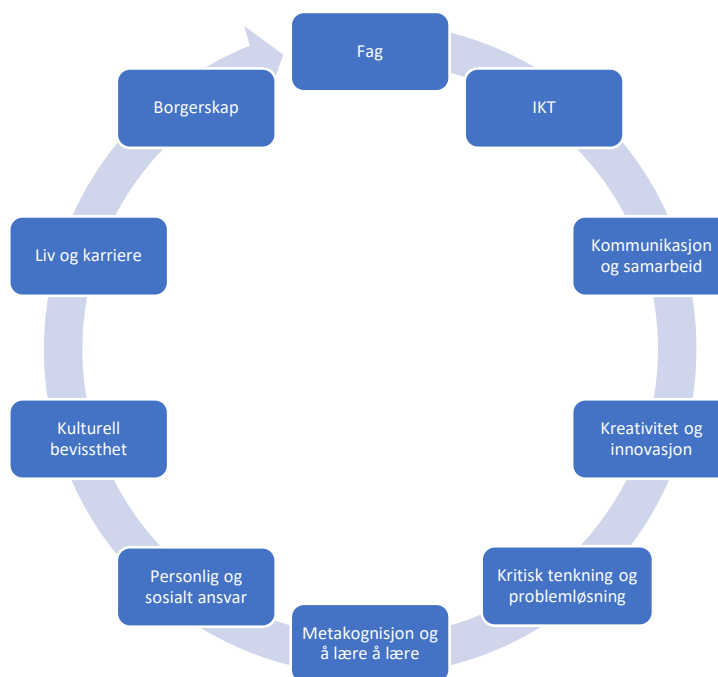 Fag
IKT
Kommunikasjon
og samarbeid
Kreativitet og
innovasjon
Kritisk tenkning og
problemløsning
Metakognisjon og
å lære å lære
Personlig og
sosialt ansvar
Kulturell
bevissthet
Liv og karriere
Borgerskap